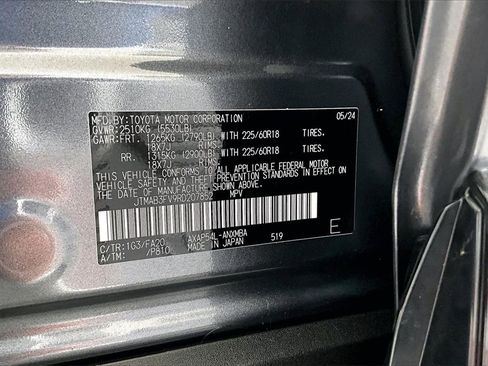 MFD.BY:TOYOTA MOTOR CORPORATION 05/24
GVWR:2510KG (5530LB)
GAWR:FRT. 1265KG (2790LB) WITH 225/60R18 TIRES.
18X7J RIMS.
RR. 1315KG (2900LB) WITH 225/60R18 TIRES.
18X7J RIMS.
THIS VEHICLE CONFORMS TO ALL APPLICABLE FEDERAL MOTOR
VEHICLE SAFETY AND THEFT PREVENTION STANDARDS IN EFFECT ON
THE DATE OF MANUFACTURE SHOWN ABOVE.
JTMAB3FV9RD207852 MPV
E
C/TR:1G3/FA20 AXAP54L-ANXMBA
A/TM: /P810 MADE IN JAPAN 519